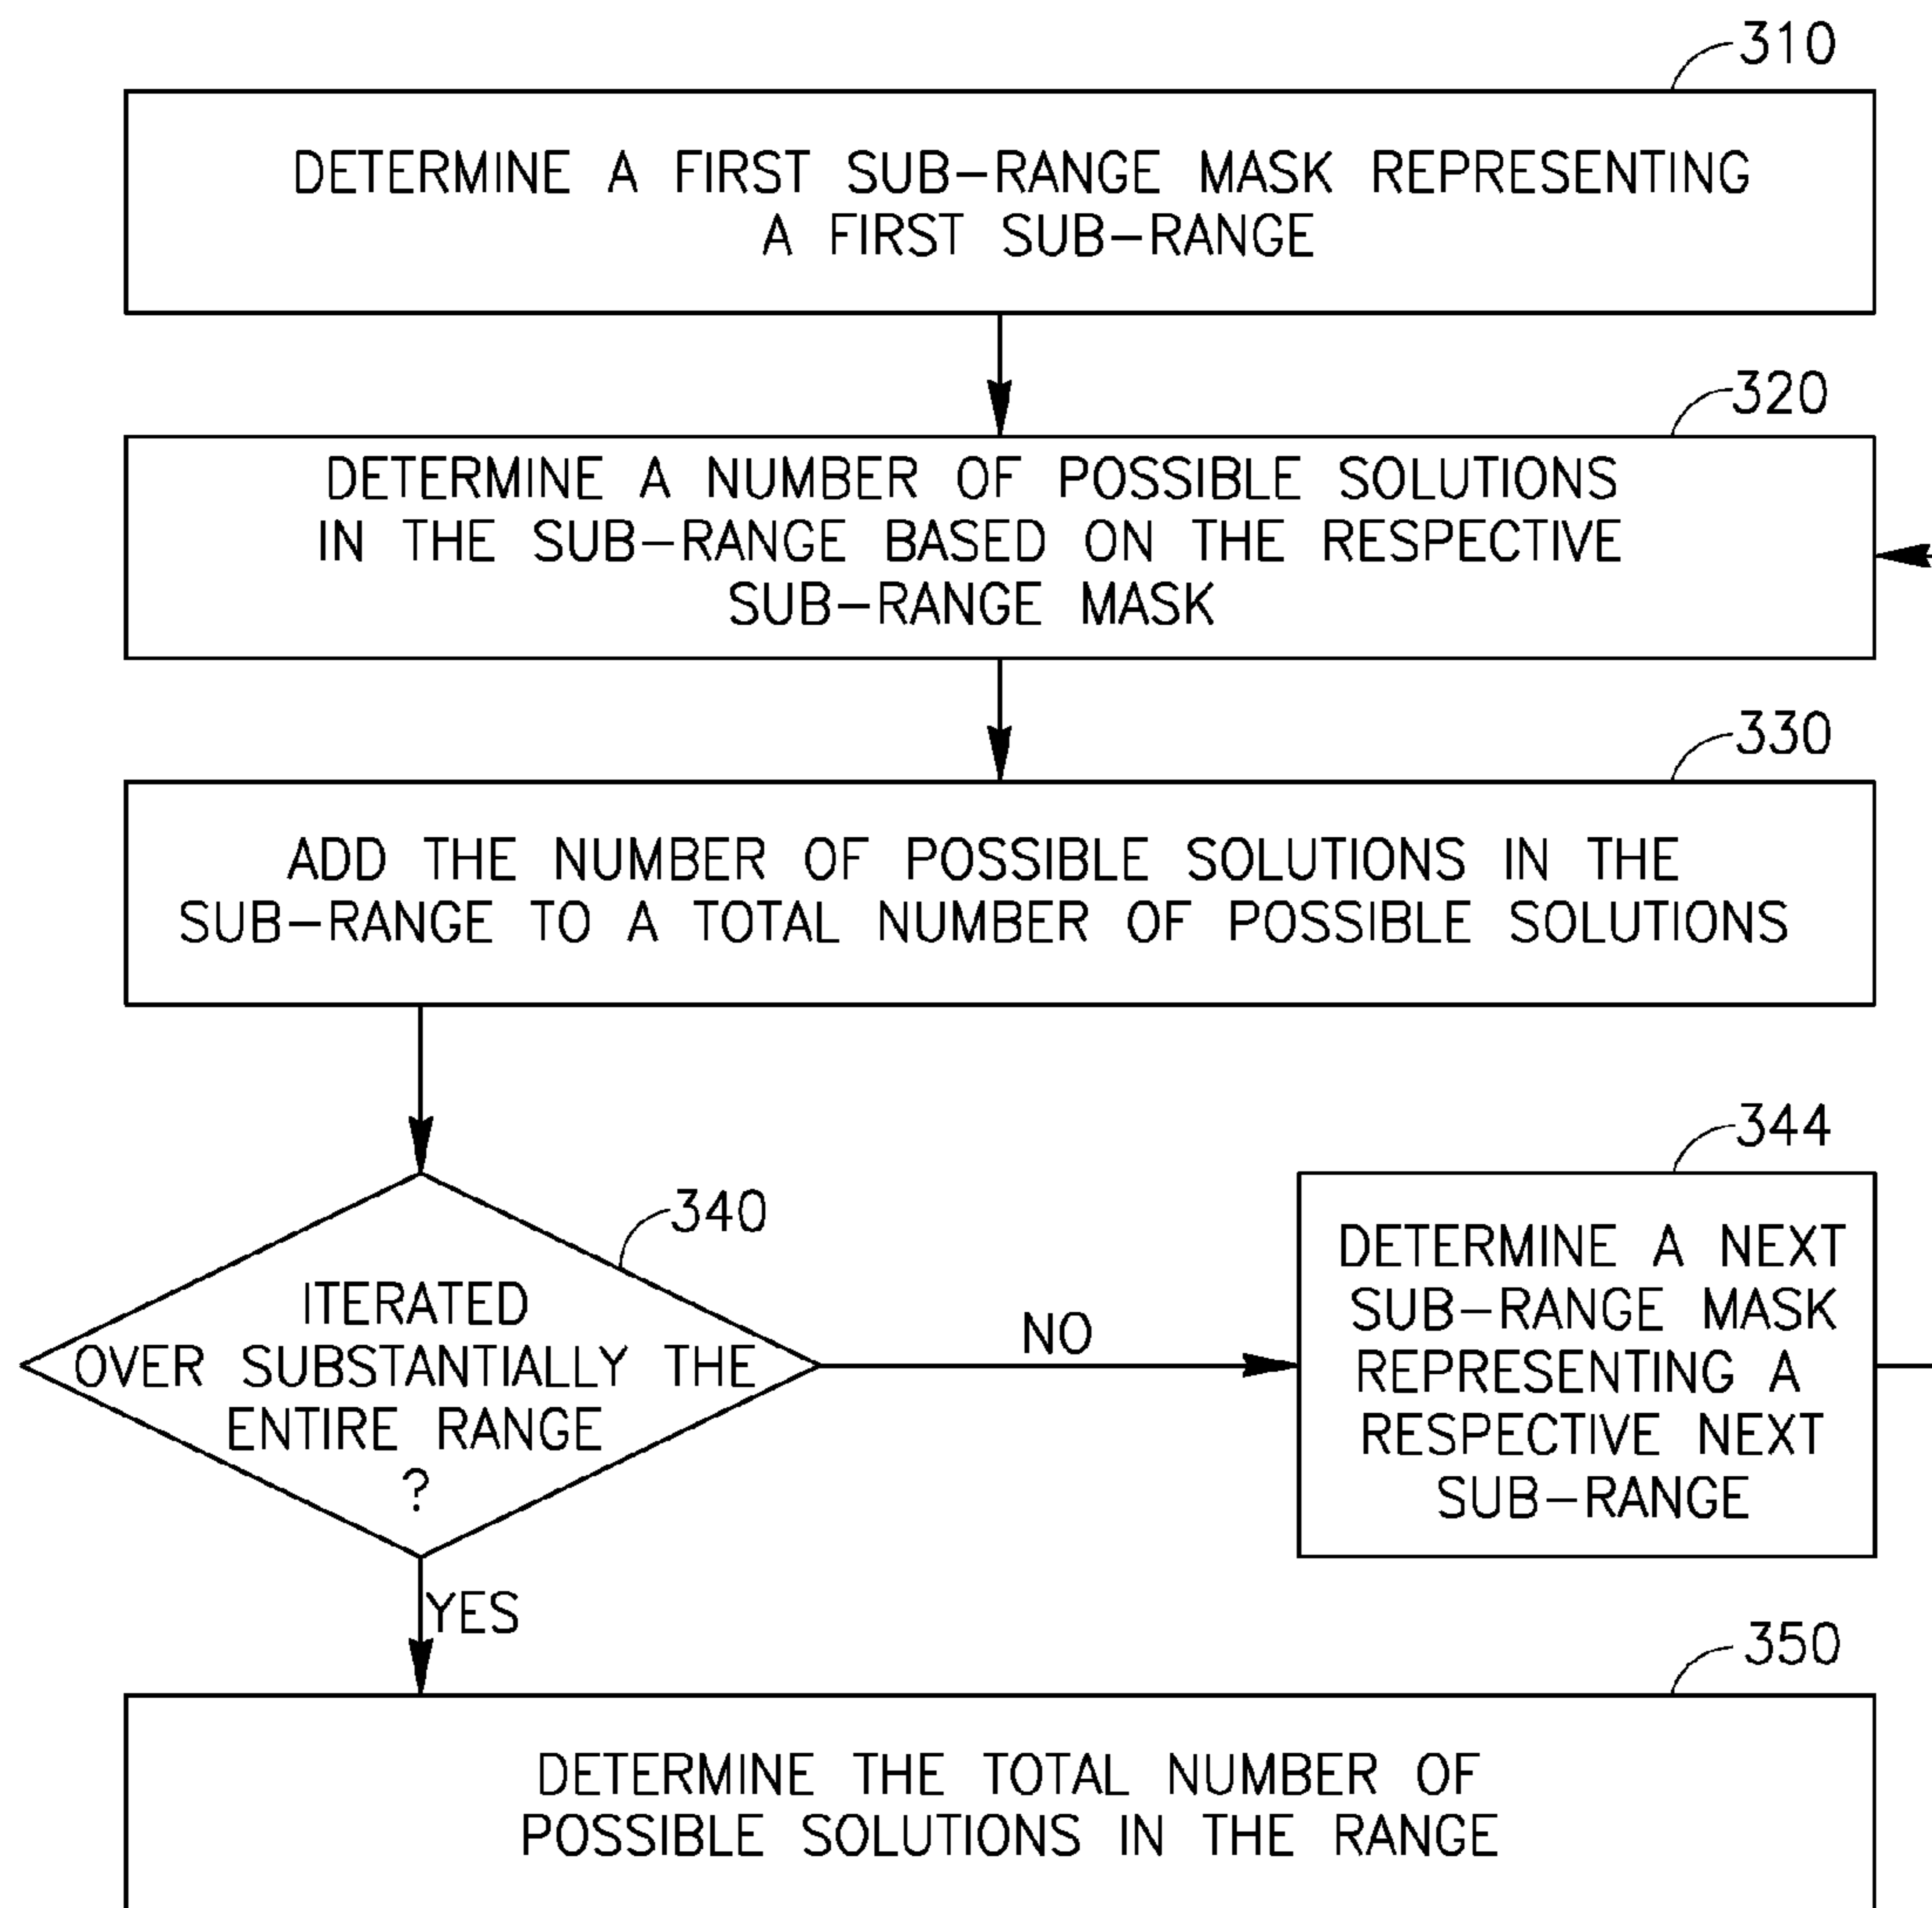 310
DETERMINE A FIRST SUB-RANGE MASK REPRESENTING
A FIRST SUB-RANGE
320
DETERMINE A NUMBER OF POSSIBLE SOLUTIONS
IN THE SUB-RANGE BASED ON THE RESPECTIVE
SUB-RANGE MASK
330
ADD THE NUMBER OF POSSIBLE SOLUTIONS IN THE
SUB-RANGE TO A TOTAL NUMBER OF POSSIBLE SOLUTIONS
340
ITERATED
OVER SUBSTANTIALLY THE
ENTIRE RANGE
?
NO
344
DETERMINE A NEXT
SUB-RANGE MASK
REPRESENTING A
RESPECTIVE NEXT
SUB-RANGE
YES
350
DETERMINE THE TOTAL NUMBER OF
POSSIBLE SOLUTIONS IN THE RANGE